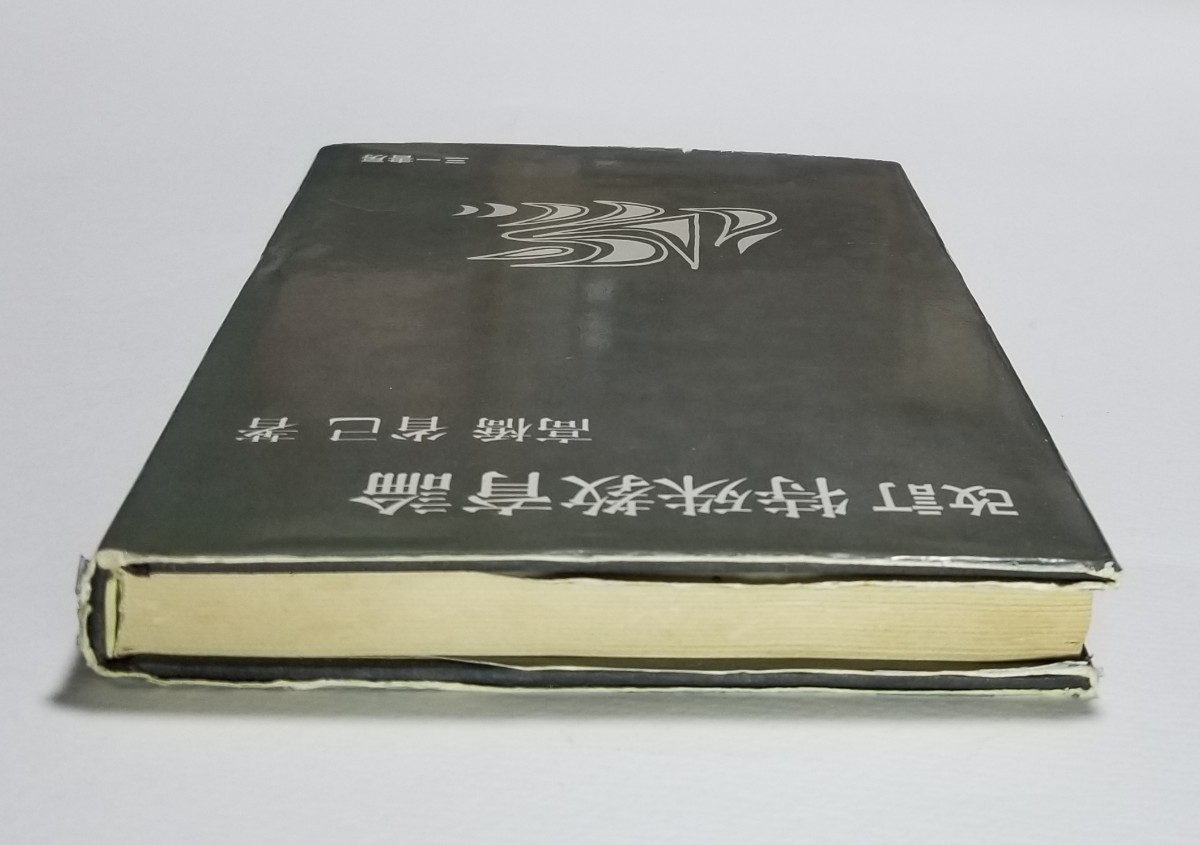 改訂 特殊教育論
高橋 省己 著
三一書房